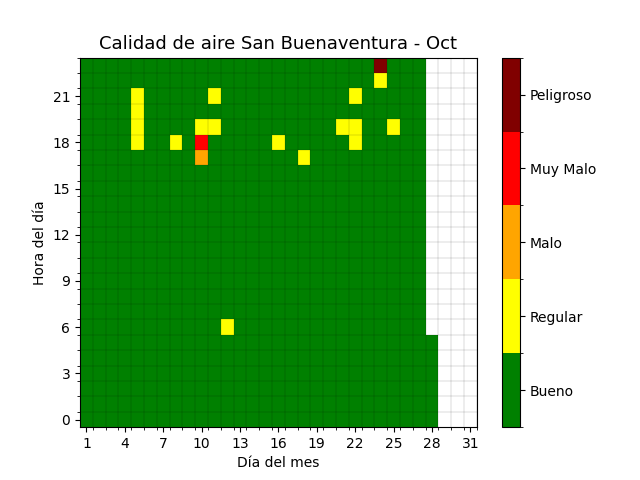 Calidad de aire San Buenaventura - Oct
Hora del día
21
18
15
12
9
6
3
0
1 4 7 10 13 16 19 22 25 28 31
Día del mes
Peligroso
Muy Malo
Malo
Regular
Bueno